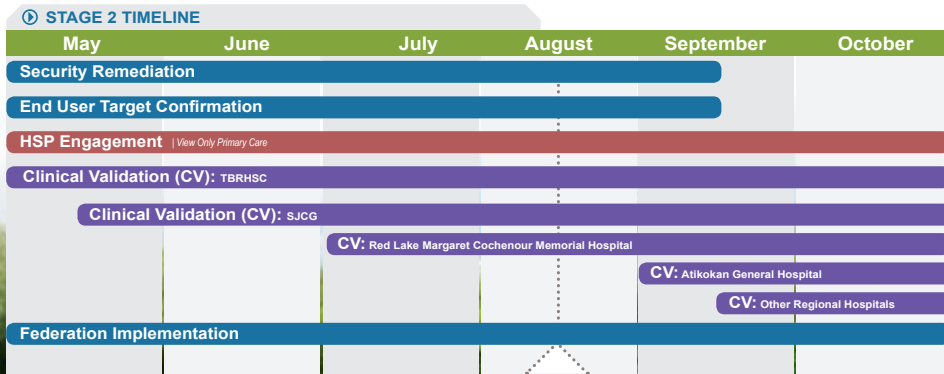 STAGE 2 TIMELINE
May June July August September October
Security Remediation
End User Target Confirmation
HSP Engagement | View Only Primary Care
Clinical Validation (CV): TBRHSC
Clinical Validation (CV): SJCG
CV: Red Lake Margaret Cochenour Memorial Hospital
CV: Atikokan General Hospital
CV: Other Regional Hospitals
Federation Implementation